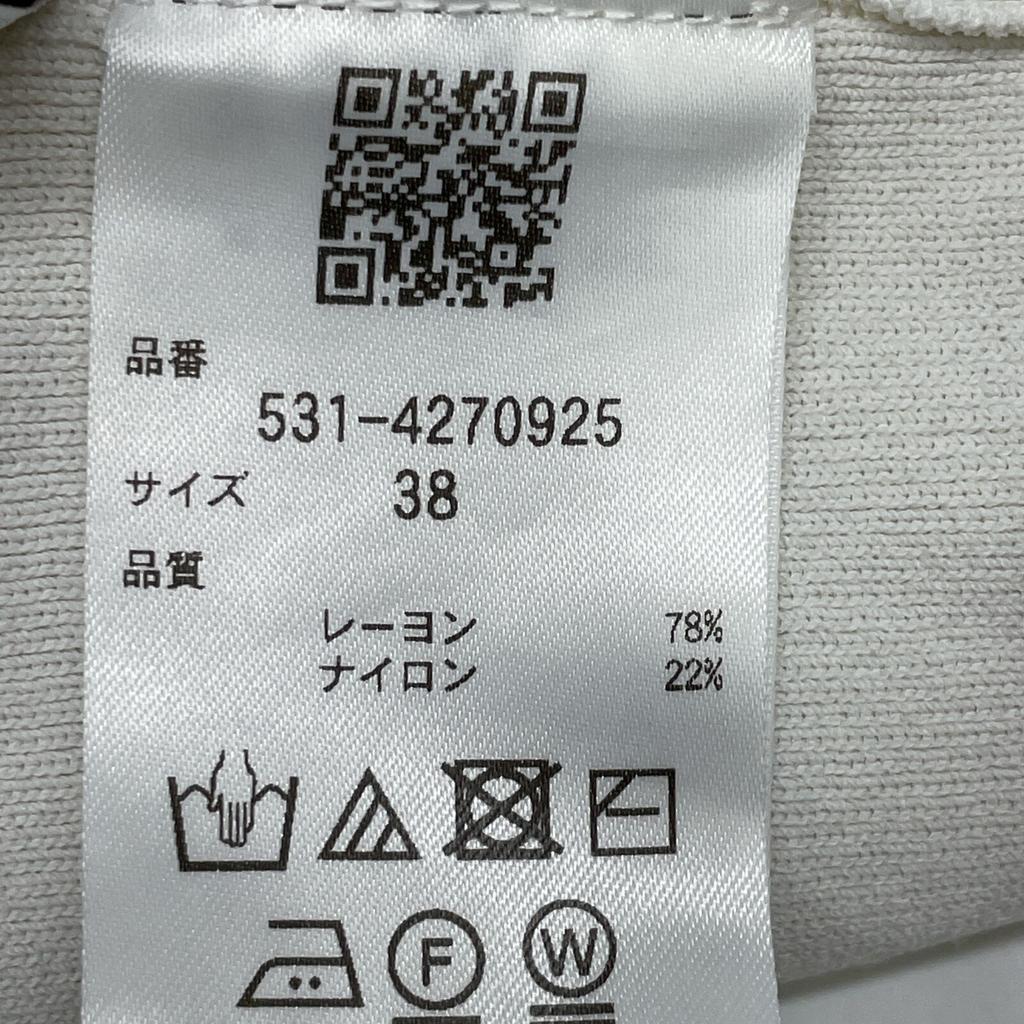 品番
531-4270925
サイズ 38
品質
レーヨン 78%
ナイロン 22%
F W